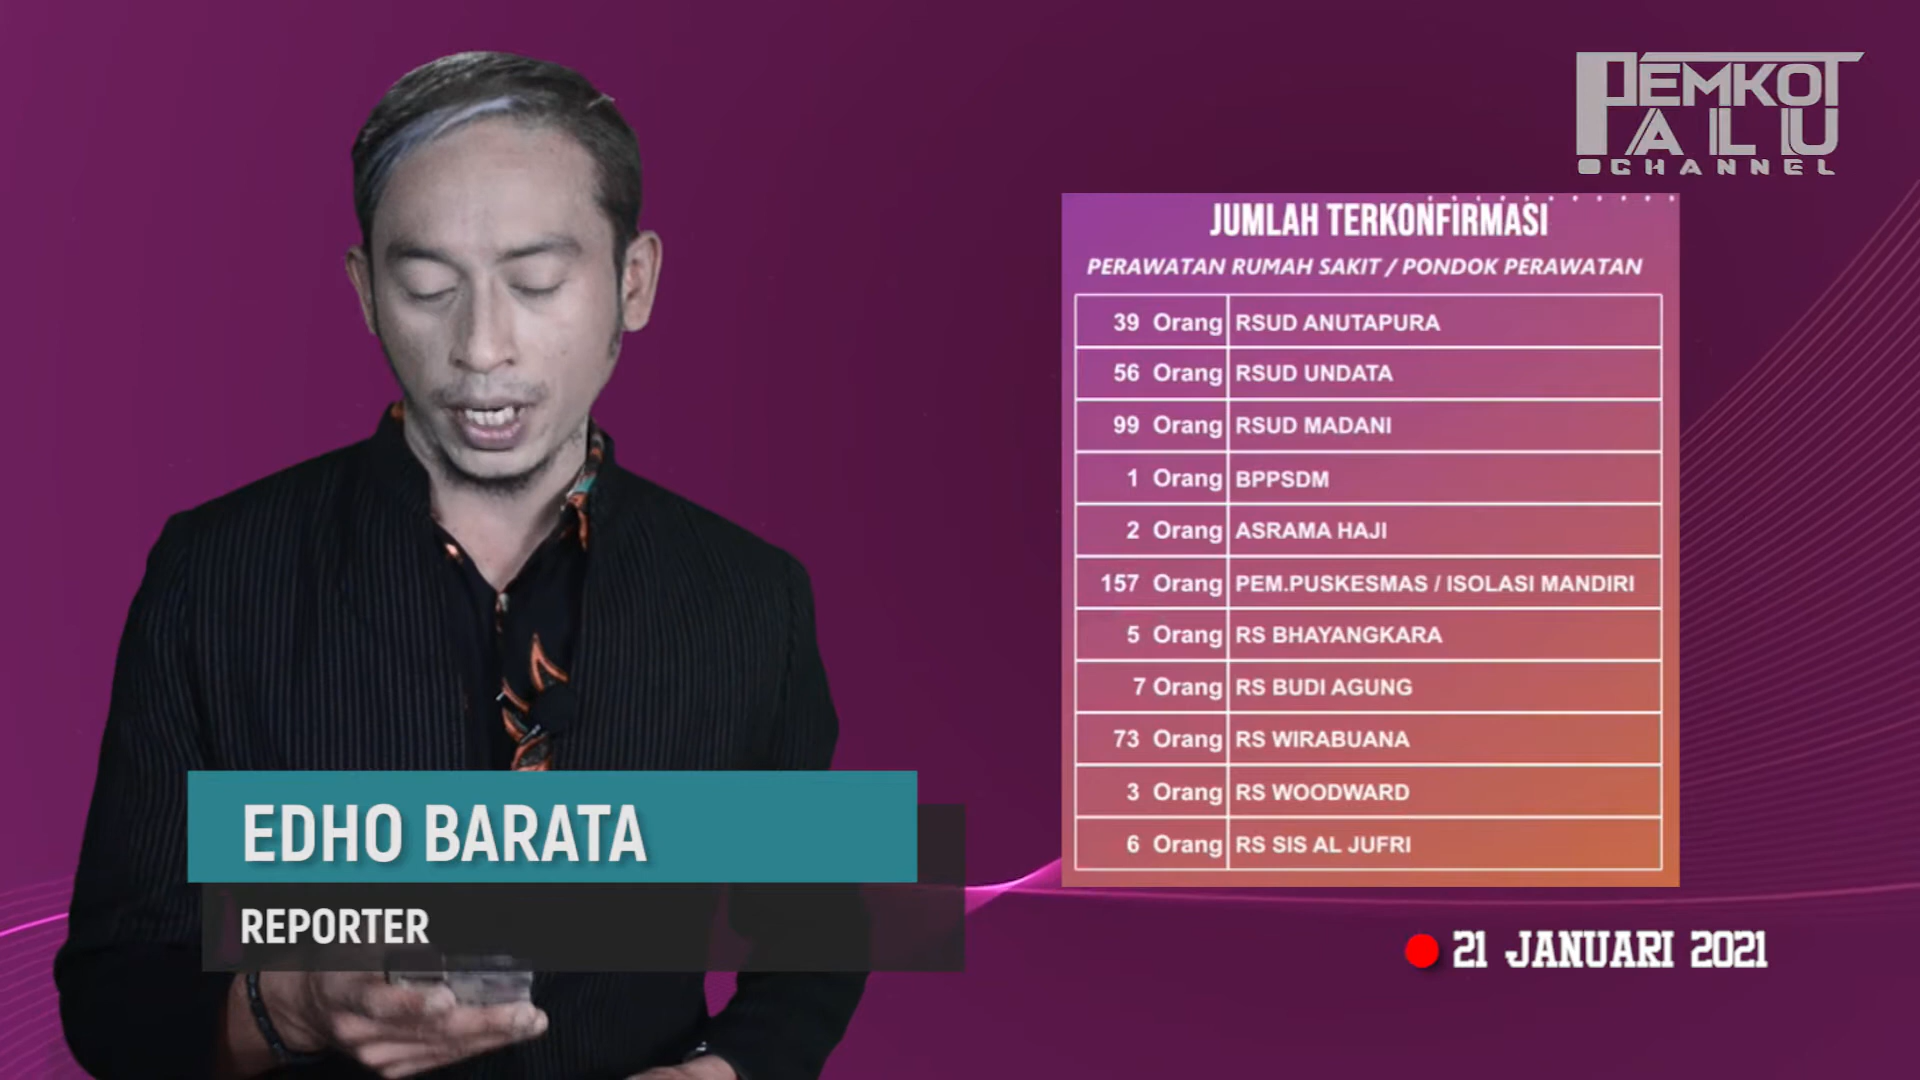 PEMKOT
PALU
CHANNEL
JUMLAH TERKONFIRMASI
PERAWATAN RUMAH SAKIT / PONDOK PERAWATAN
39 Orang RSUD ANUTAPURA
56 Orang RSUD UNDATA
99 Orang RSUD MADANI
1 Orang BPPSDM
2 Orang ASRAMA HAJI
157 Orang PEM.PUSKESMAS / ISOLASI MANDIRI
5 Orang RS BHAYANGKARA
7 Orang RS BUDI AGUNG
73 Orang RS WIRABUANA
3 Orang RS WOODWARD
6 Orang RS SIS AL JUFRI
EDHO BARATA
REPORTER
21 JANUARI 2021